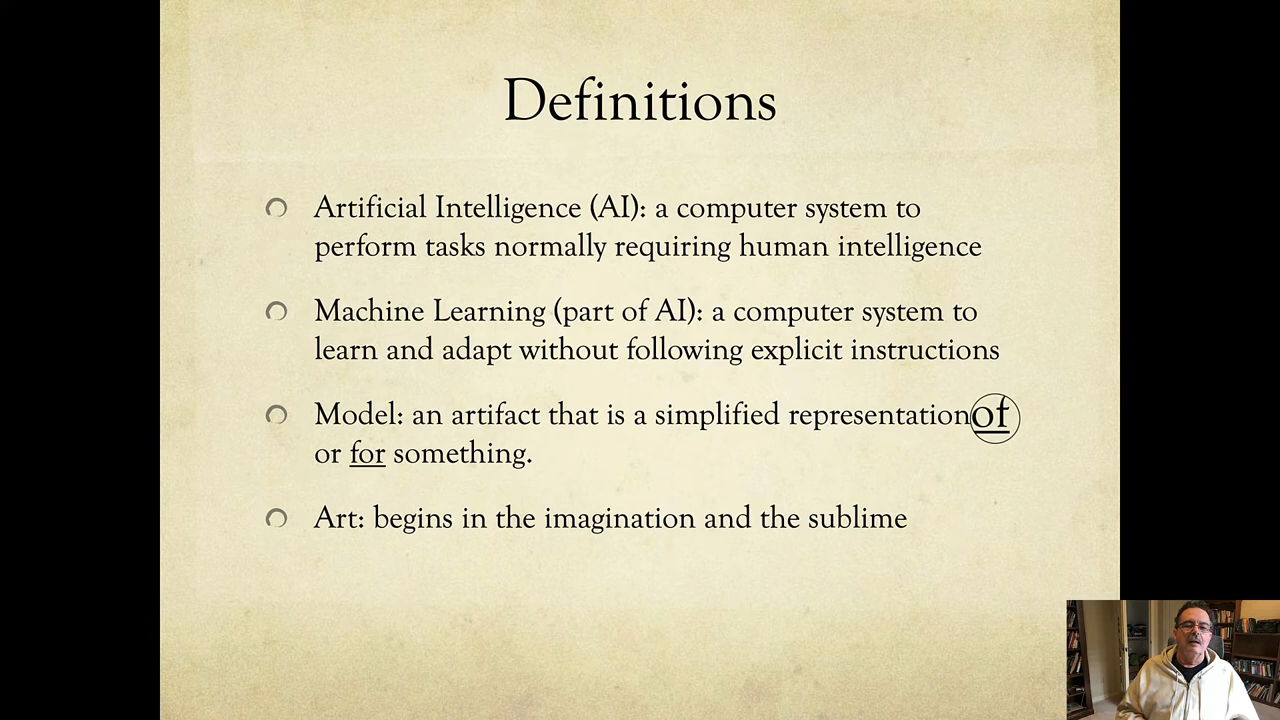 Definitions
Artificial Intelligence (AI): a computer system to
perform tasks normally requiring human intelligence
Machine Learning (part of AI): a computer system to
learn and adapt without following explicit instructions
Model: an artifact that is a simplified representation of
or for something.
Art: begins in the imagination and the sublime